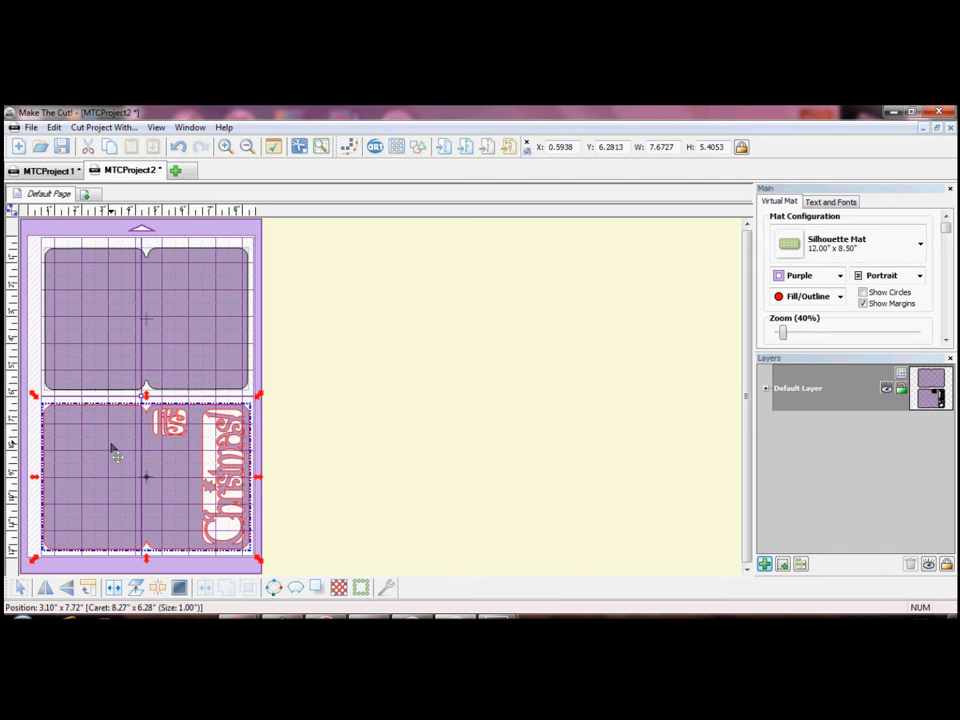 Make The Cut! - [MTCProject2 *]
File Edit Cut Project With... View Window Help
X: 0.5938 Y: 6.2813 W: 7.6727 H: 5.4053
MTCProject1 * MTCProject2 *
Default Page
Main
Virtual Mat Text and Fonts
Mat Configuration
Silhouette Mat
12.00" x 8.50"
Purple Portrait
Fill/Outline Show Circles
Show Margins
Zoom (40%)
Layers
Default Layer
Christmas
Position: 3.10" x 7.72" [Caret: 8.27" x 6.28" (Size: 1.00")]
NUM